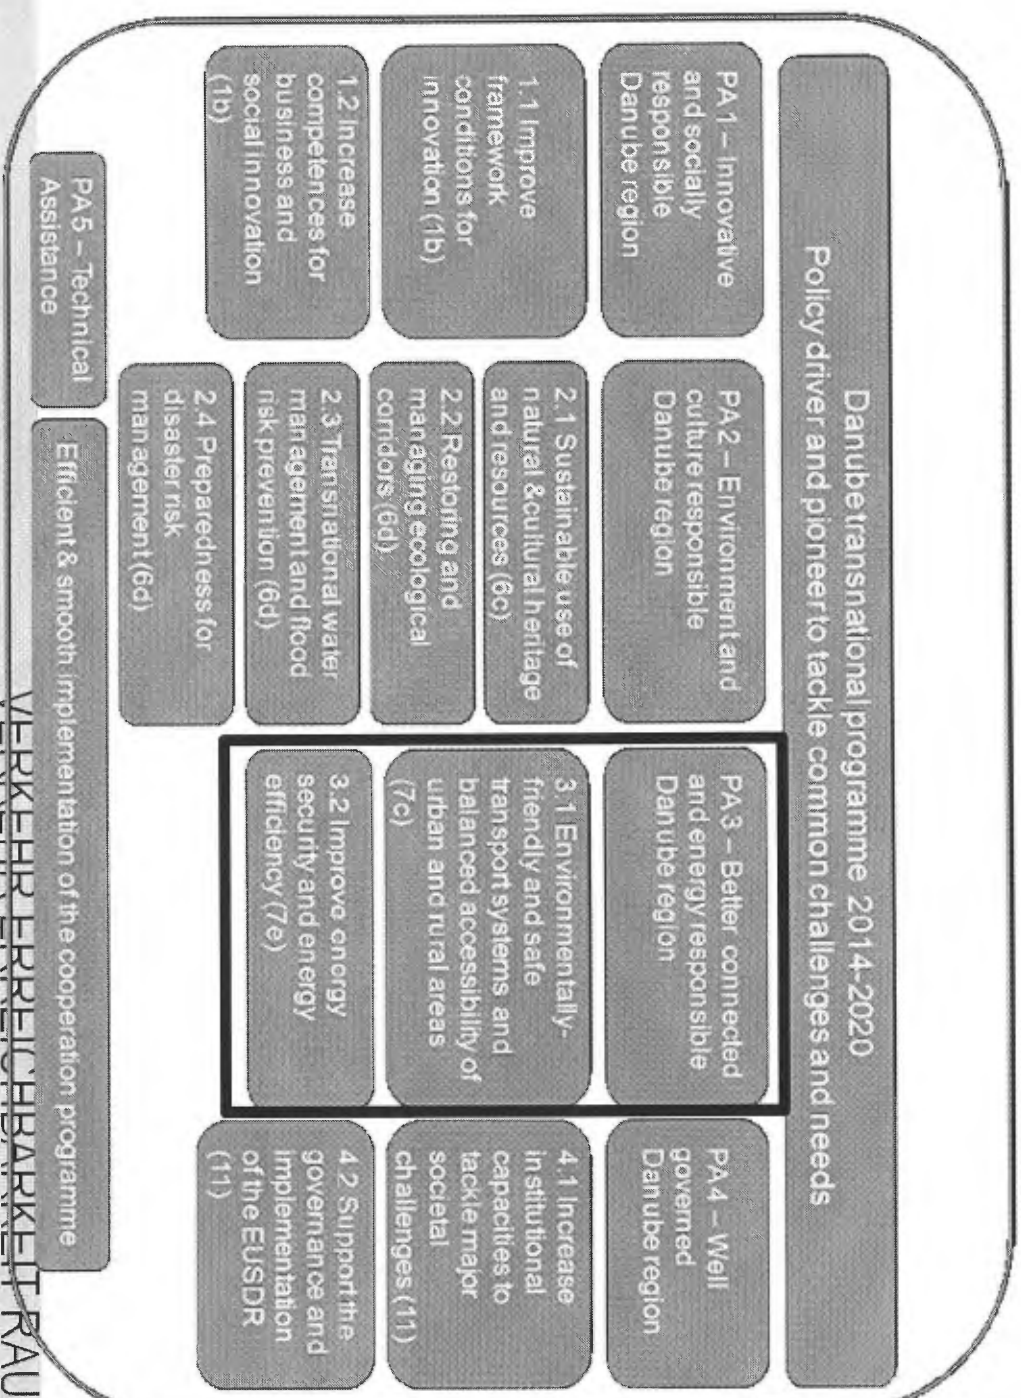 Danube transnational programme 2014-2020
Policy driver and pioneer to tackle common challenges and needs
PA1 – Innovative
and socially
responsible
Danube region
1.1 Improve
framework
conditions for
innovation (1b)
1.2 Increase
competences for
business and
social innovation
(1b)
PA2 – Environment and
culture responsible
Danube region
2.1 Sustainable use of
natural & cultural heritage
and resources (6c)
2.2 Restoring and
managing ecological
corridors (6d)
2.3 Transnational water
management and flood
risk prevention (6d)
2.4 Preparedness for
disaster risk
management (6d)
PA3 – Better connected
and energy responsible
Danube region
3.1 Environmentally-
friendly and safe
transport systems and
balanced accessibility of
urban and rural areas
(7c)
3.2 Improve energy
security and energy
efficiency (7e)
PA4 – Well
governed
Danube region
4.1 Increase
institutional
capacities to
tackle major
societal
challenges (11)
4.2 Support the
governance and
implementation
of the EUSDR
(11)
PA5 – Technical
Assistance
Efficient & smooth implementation of the cooperation programme
VERKEHR ERREICHBARKEIT RAU